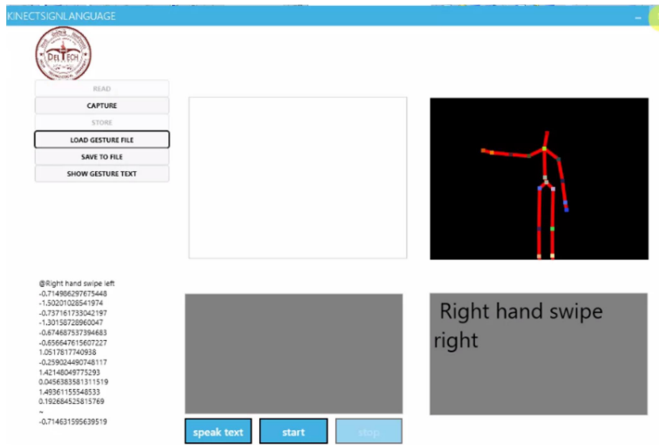 KINECTSIGNLANGUAGE
DELTECH
READ
CAPTURE
STORE
LOAD GESTURE FILE
SAVE TO FILE
SHOW GESTURE TEXT
@Right hand swipe left
-0.714986297675448
-1.50201028541974
-0.737161733042197
-1.30158728960047
-0.674687537394683
-0.656647615607227
1.0517817740938
-0.259024490748117
1.42148049775293
0.0456383581311519
1.49361155548533
0.192684525815769
~
-0.714631595639519
Right hand swipe
right
speak text
start
stop